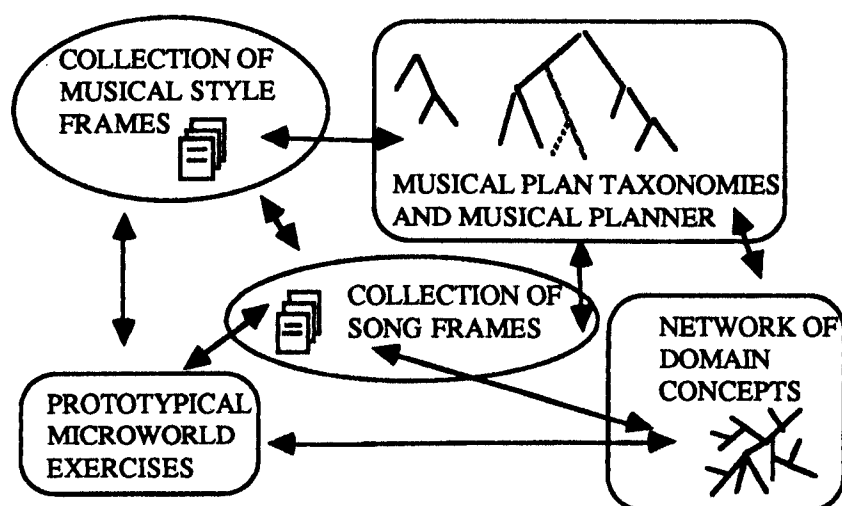 COLLECTION OF
MUSICAL STYLE
FRAMES
MUSICAL PLAN TAXONOMIES
AND MUSICAL PLANNER
COLLECTION OF
SONG FRAMES
NETWORK OF
DOMAIN
CONCEPTS
PROTOTYPICAL
MICROWORLD
EXERCISES